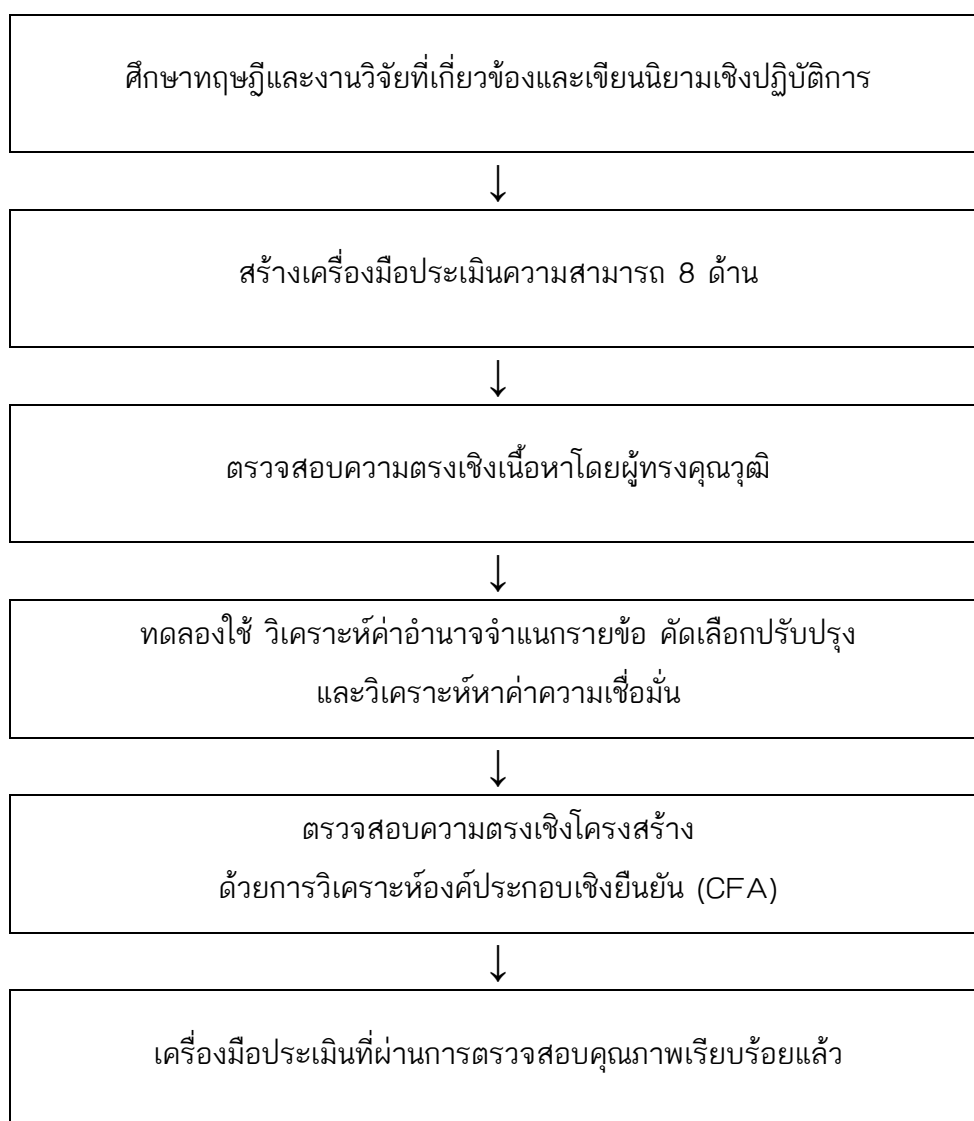 ศึกษาทฤษฎีและงานวิจัยที่เกี่ยวข้องและเขียนนิยามเชิงปฏิบัติการ
↓
สร้างเครื่องมือประเมินความสามารถ 8 ด้าน
↓
ตรวจสอบความตรงเชิงเนื้อหาโดยผู้ทรงคุณวุฒิ
↓
ทดลองใช้ วิเคราะห์ค่าอำนาจจำแนกรายข้อ คัดเลือกปรับปรุง
และวิเคราะห์หาค่าความเชื่อมั่น
↓
ตรวจสอบความตรงเชิงโครงสร้าง
ด้วยการวิเคราะห์องค์ประกอบเชิงยืนยัน (CFA)
↓
เครื่องมือประเมินที่ผ่านการตรวจสอบคุณภาพเรียบร้อยแล้ว